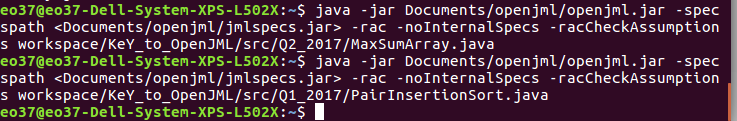 eo37@eo37-Dell-System-XPS-L502X:~$ java -jar Documents/openjml/openjml.jar -spec
spath <Documents/openjml/jmlspecs.jar> -rac -noInternalSpecs -racCheckAssumption
s workspace/KeY_to_OpenJML/src/Q2_2017/MaxSumArray.java
eo37@eo37-Dell-System-XPS-L502X:~$ java -jar Documents/openjml/openjml.jar -spec
spath <Documents/openjml/jmlspecs.jar> -rac -noInternalSpecs -racCheckAssumption
s workspace/KeY_to_OpenJML/src/Q1_2017/PairInsertionSort.java
eo37@eo37-Dell-System-XPS-L502X:~$